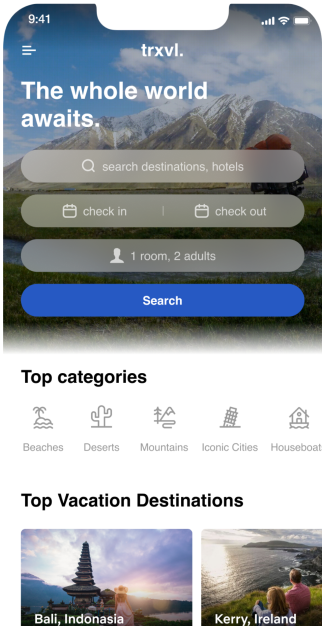 9:41
trxvl.
The whole world
awaits.
search destinations, hotels
check in | check out
1 room, 2 adults
Search
Top categories
Beaches Deserts Mountains Iconic Cities Houseboat
Top Vacation Destinations
Bali, Indonasia Kerry, Ireland